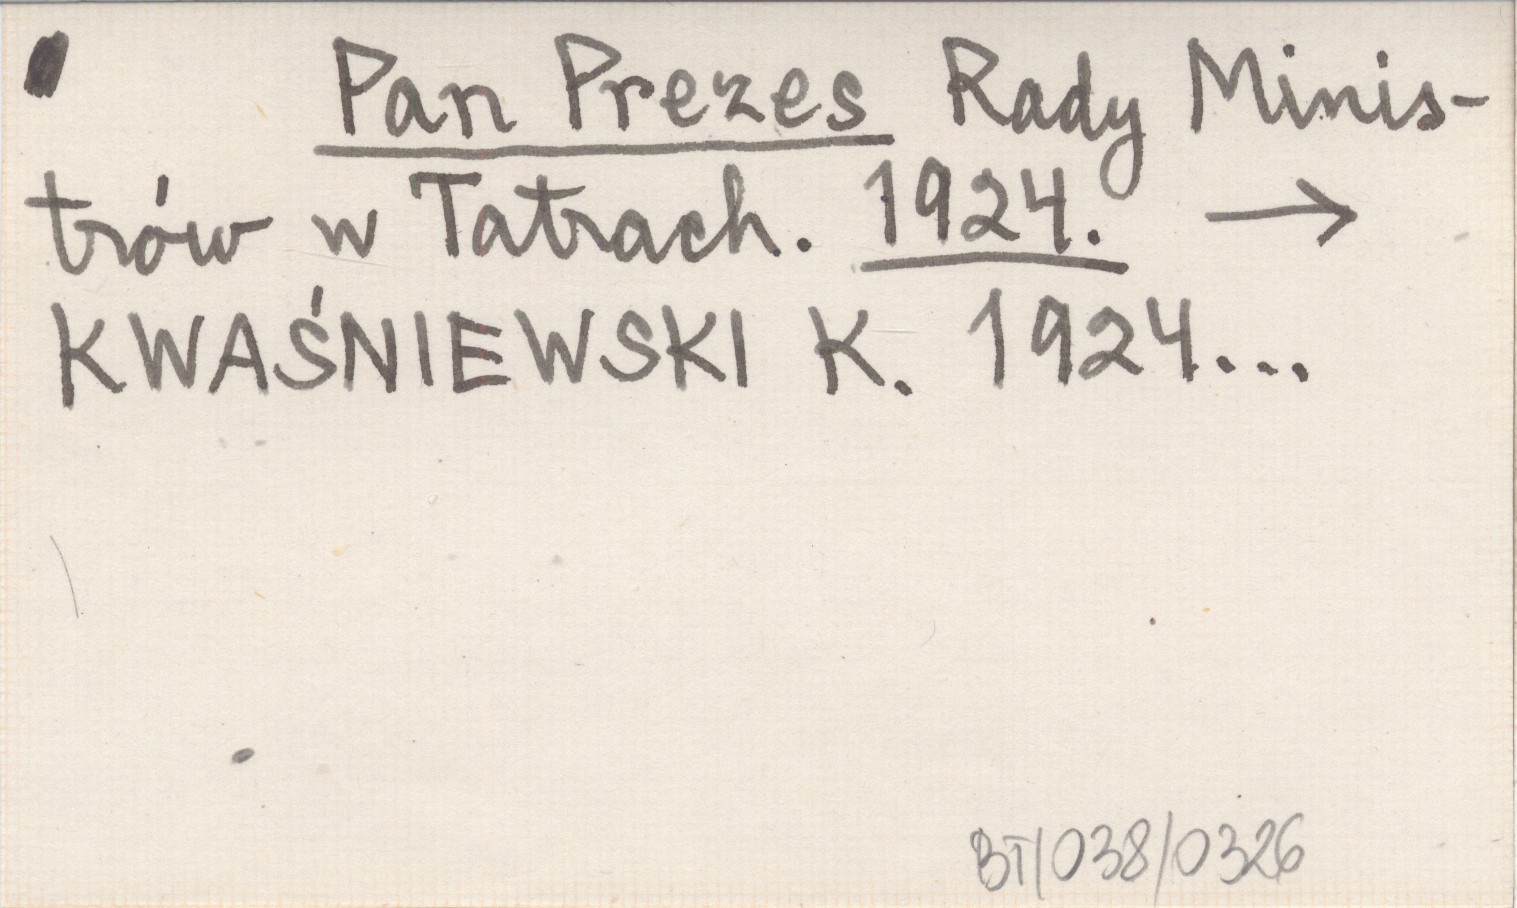 Pan Prezes Rady Minis-
trów w Tatrach. 1924. →
KWAŚNIEWSKI K. 1924...
BT/038/0326